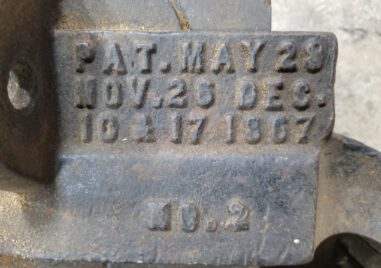 PAT. MAY 28
NOV. 26 DEC.
10 & 17 1867
NO. 2